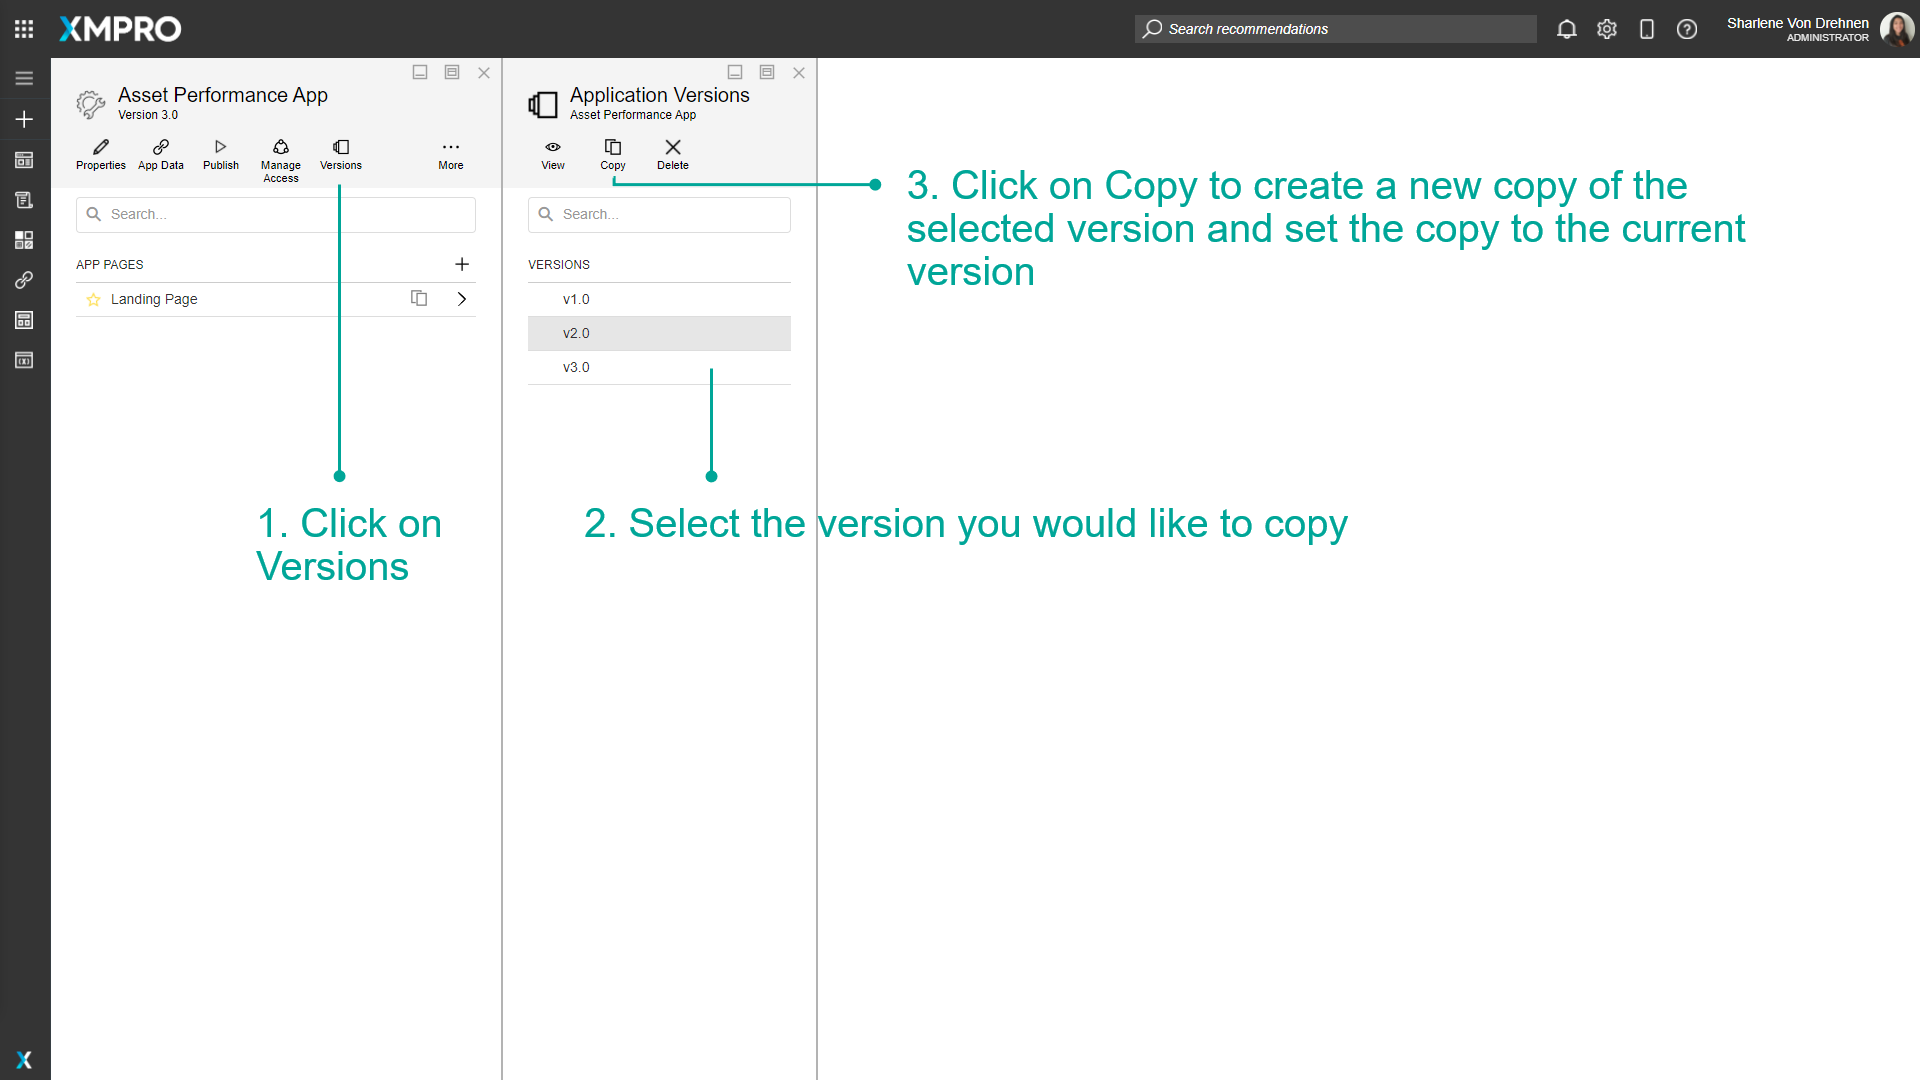 XMPRO
Search recommendations
Sharlene Von Drehnen
ADMINISTRATOR
Asset Performance App
Version 3.0
Properties
App Data
Publish
Manage
Access
Versions
More
Search...
APP PAGES
Landing Page
Application Versions
Asset Performance App
View
Copy
Delete
Search...
VERSIONS
v1.0
v2.0
v3.0
3. Click on Copy to create a new copy of the
selected version and set the copy to the current
version
1. Click on
Versions
2. Select the version you would like to copy